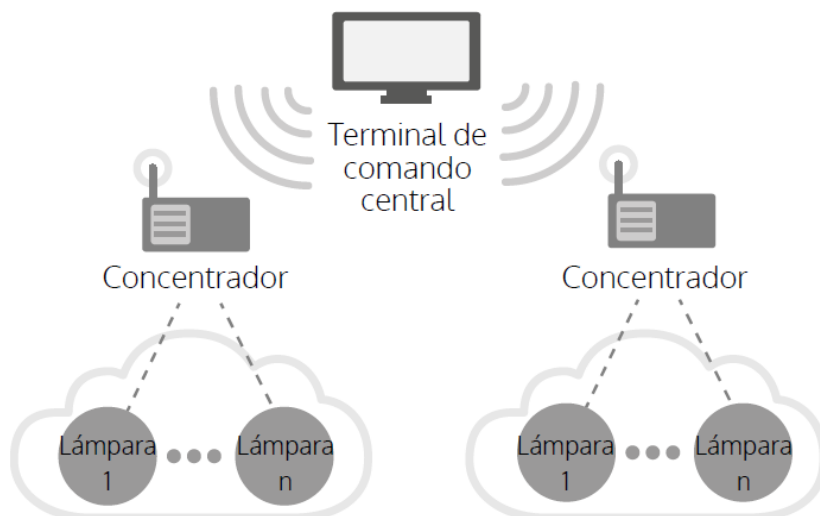 Terminal de
comando
central
Concentrador
Concentrador
Lámpara
1
Lámpara
n
Lámpara
1
Lámpara
n